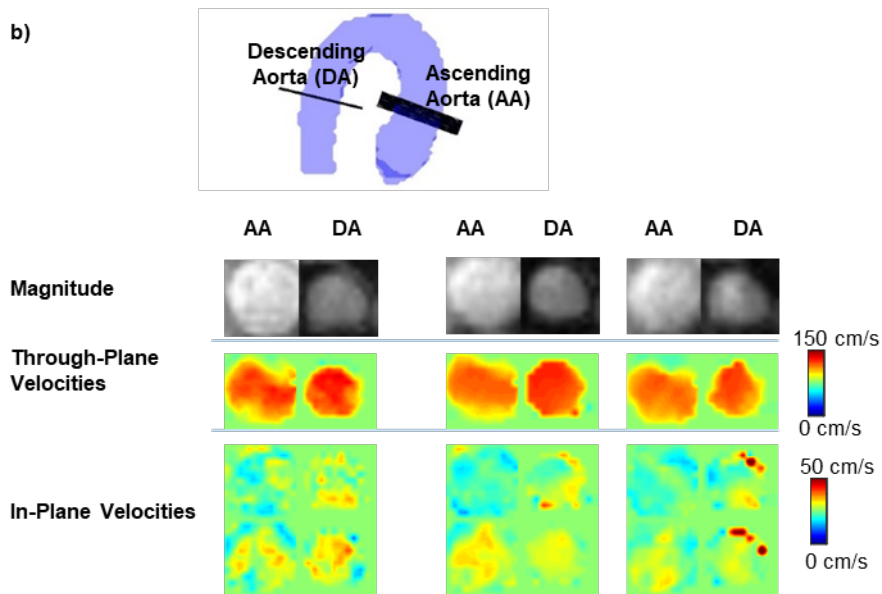 b)
Descending
Aorta (DA)
Ascending
Aorta (AA)
AA DA AA DA AA DA
Magnitude
150 cm/s
Through-Plane
Velocities
0 cm/s
50 cm/s
In-Plane Velocities
0 cm/s